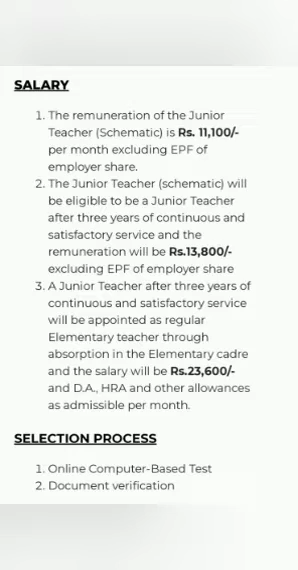 SALARY
1. The remuneration of the Junior
Teacher (Schematic) is Rs. 11,100/-
per month excluding EPF of
employer share.
2. The Junior Teacher (schematic) will
be eligible to be a Junior Teacher
after three years of continuous and
satisfactory service and the
remuneration will be Rs.13,800/-
excluding EPF of employer share
3. A Junior Teacher after three years of
continuous and satisfactory service
will be appointed as regular
Elementary teacher through
absorption in the Elementary cadre
and the salary will be Rs.23,600/-
and D.A., HRA and other allowances
as admissible per month.
SELECTION PROCESS
1. Online Computer-Based Test
2. Document verification